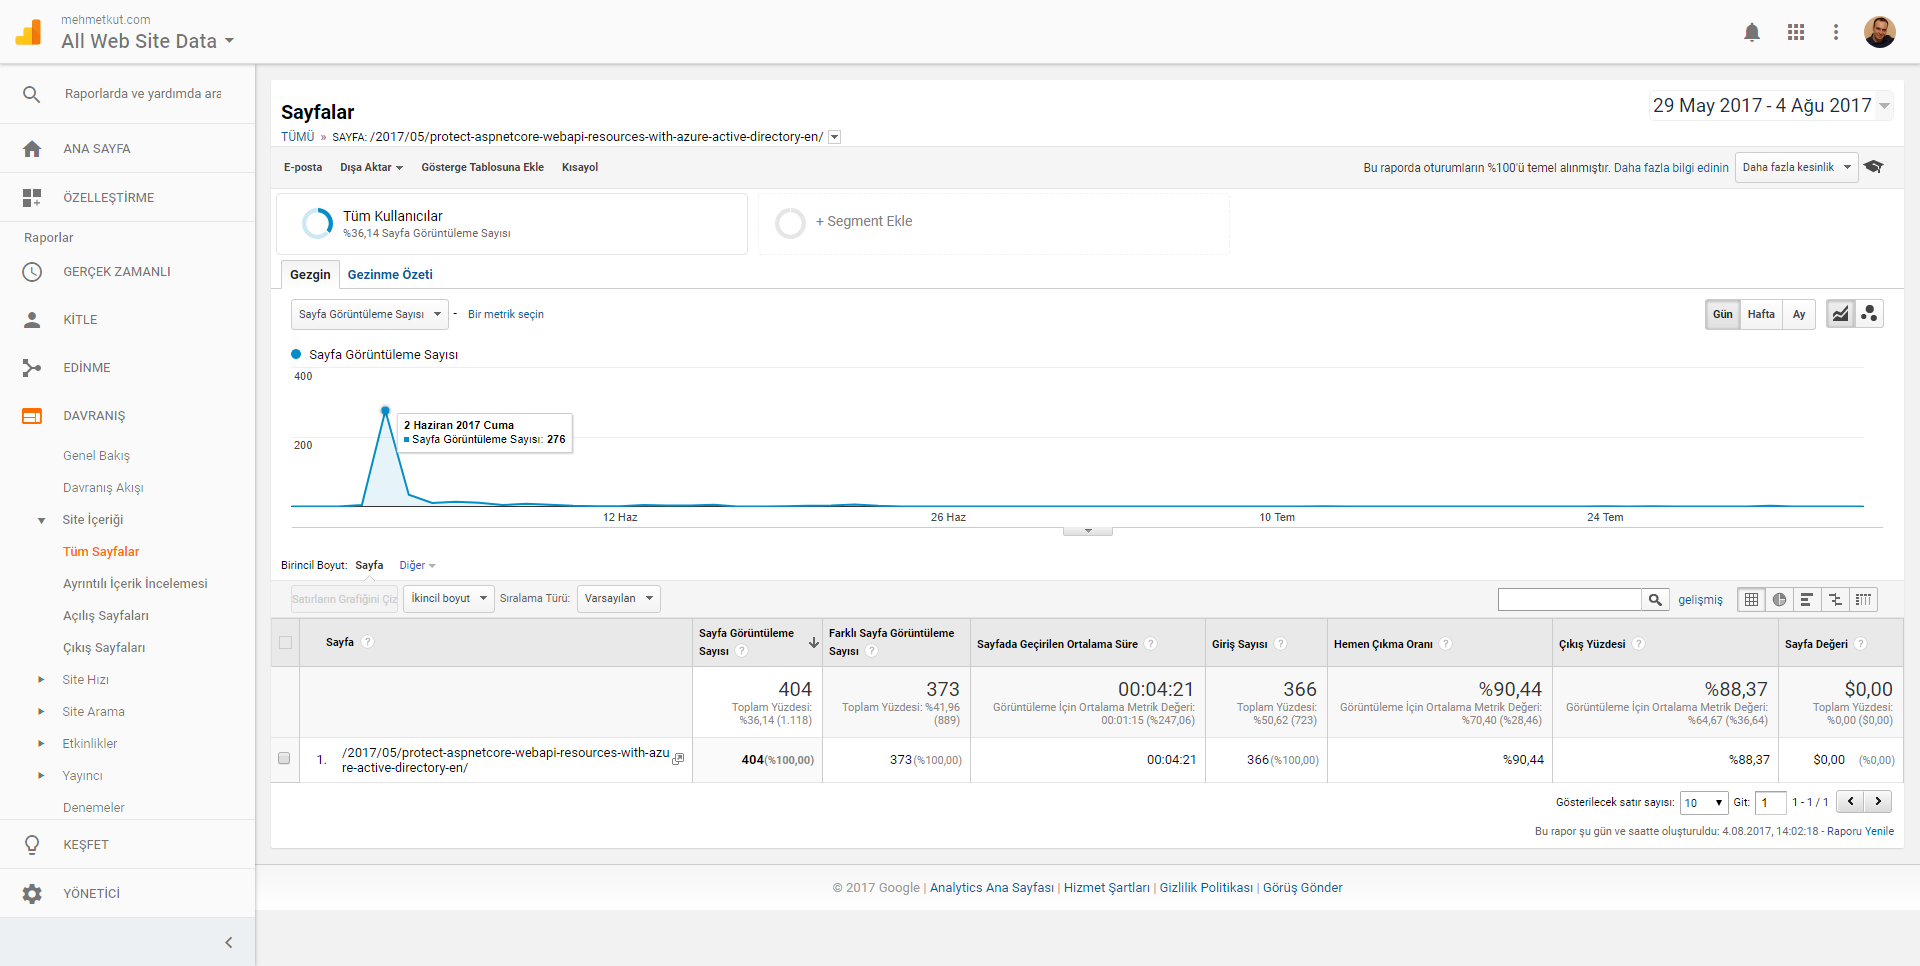 mehmetkut.com
All Web Site Data
Raporlarda ve yardımda ara
ANA SAYFA
ÖZELLEŞTİRME
Raporlar
GERÇEK ZAMANLI
KİTLE
EDİNME
DAVRANIŞ
Genel Bakış
Davranış Akışı
Site İçeriği
Tüm Sayfalar
Ayrıntılı İçerik İncelemesi
Açılış Sayfaları
Çıkış Sayfaları
Site Hızı
Site Arama
Etkinlikler
Yayıncı
Denemeler
KEŞFET
YÖNETİCİ
Sayfalar
29 May 2017 - 4 Ağu 2017
TÜMÜ » SAYFA: /2017/05/protect-aspnetcore-webapi-resources-with-azure-active-directory-en/
E-posta Dışa Aktar Gösterge Tablosuna Ekle Kısayol
Bu raporda oturumların %100'ü temel alınmıştır. Daha fazla bilgi edinin Daha fazla kesinlik
Tüm Kullanıcılar
%36,14 Sayfa Görüntüleme Sayısı
+ Segment Ekle
Gezgin Gezinme Özeti
Sayfa Görüntüleme Sayısı - Bir metrik seçin
Gün Hafta Ay
Sayfa Görüntüleme Sayısı
400
200
2 Haziran 2017 Cuma
Sayfa Görüntüleme Sayısı: 276
12 Haz 26 Haz 10 Tem 24 Tem
Birincil Boyut: Sayfa Diğer
Satırların Grafiğini Çiz İkincil boyut Sıralama Türü: Varsayılan
gelişmiş
Sayfa ?
Sayfa Görüntüleme
Sayısı ?
Farklı Sayfa Görüntüleme
Sayısı ?
Sayfada Geçirilen Ortalama Süre ?
Giriş Sayısı ?
Hemen Çıkma Oranı ?
Çıkış Yüzdesi ?
Sayfa Değeri ?
404
Toplam Yüzdesi:
%36,14 (1.118)
373
Toplam Yüzdesi: %41,96
(889)
00:04:21
Görüntüleme İçin Ortalama Metrik Değeri:
00:01:15 (%247,06)
366
Toplam Yüzdesi:
%50,62 (723)
%90,44
Görüntüleme İçin Ortalama Metrik Değeri:
%70,40 (%28,46)
%88,37
Görüntüleme İçin Ortalama Metrik Değeri:
%64,67 (%36,64)
$0,00
Toplam Yüzdesi:
%0,00 ($0,00)
1. /2017/05/protect-aspnetcore-webapi-resources-with-azu
re-active-directory-en/
404(%100,00) 373(%100,00) 00:04:21 366(%100,00) %90,44 %88,37 $0,00 (%0,00)
Gösterilecek satır sayısı: 10 Git: 1 1 - 1 / 1
Bu rapor şu gün ve saatte oluşturuldu: 4.08.2017, 14:02:18 - Raporu Yenile
© 2017 Google | Analytics Ana Sayfası | Hizmet Şartları | Gizlilik Politikası | Görüş Gönder